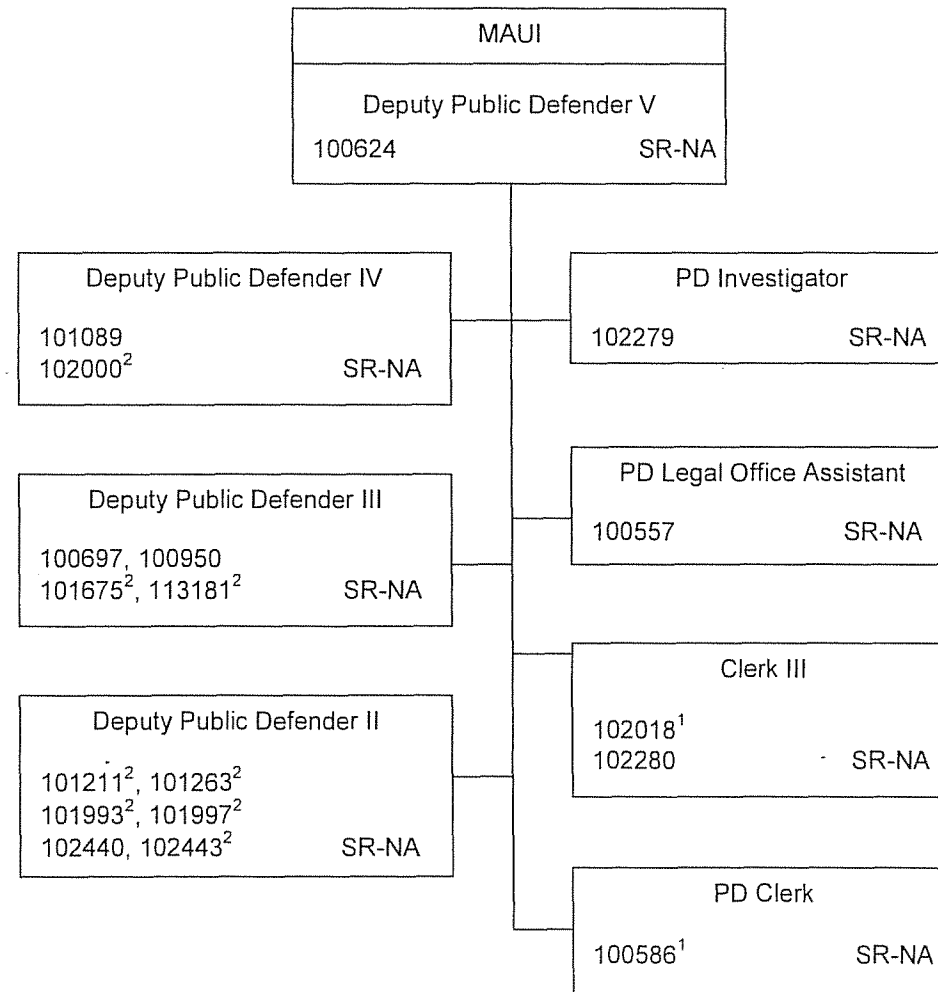 MAUI
Deputy Public Defender V
100624 SR-NA
Deputy Public Defender IV
101089
102000² SR-NA
PD Investigator
102279 SR-NA
Deputy Public Defender III
100697, 100950
101675², 113181² SR-NA
PD Legal Office Assistant
100557 SR-NA
Deputy Public Defender II
101211², 101263²
101993², 101997²
102440, 102443² SR-NA
Clerk III
102018¹
102280 SR-NA
PD Clerk
100586¹ SR-NA